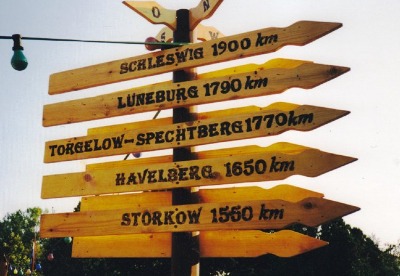 O N
SCHLESWIG 1900 km
LÜNEBURG 1790 km
TORGELOW-SPECHTBERG 1770 km
HAVELBERG 1650 km
STORKOW 1560 km